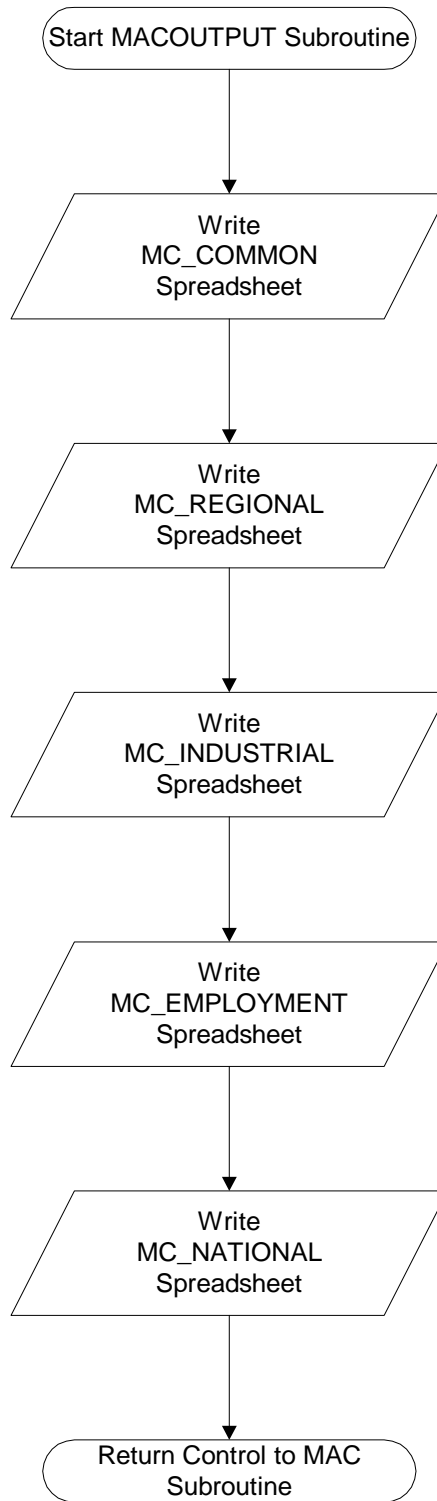 Start MACOUTPUT Subroutine
Write
MC_COMMON
Spreadsheet
Write
MC_REGIONAL
Spreadsheet
Write
MC_INDUSTRIAL
Spreadsheet
Write
MC_EMPLOYMENT
Spreadsheet
Write
MC_NATIONAL
Spreadsheet
Return Control to MAC
Subroutine